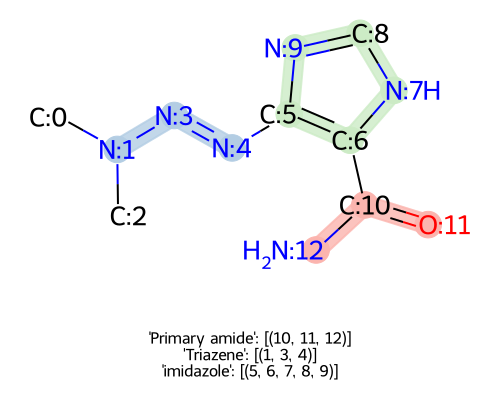 C:8
N:9
N:7H
C:0
N:3
C:5
N:1
N:4
C:6
C:2
C:10
O:11
H2N:12
'Primary amide': [(10, 11, 12)]
'Triazene': [(1, 3, 4)]
'imidazole': [(5, 6, 7, 8, 9)]